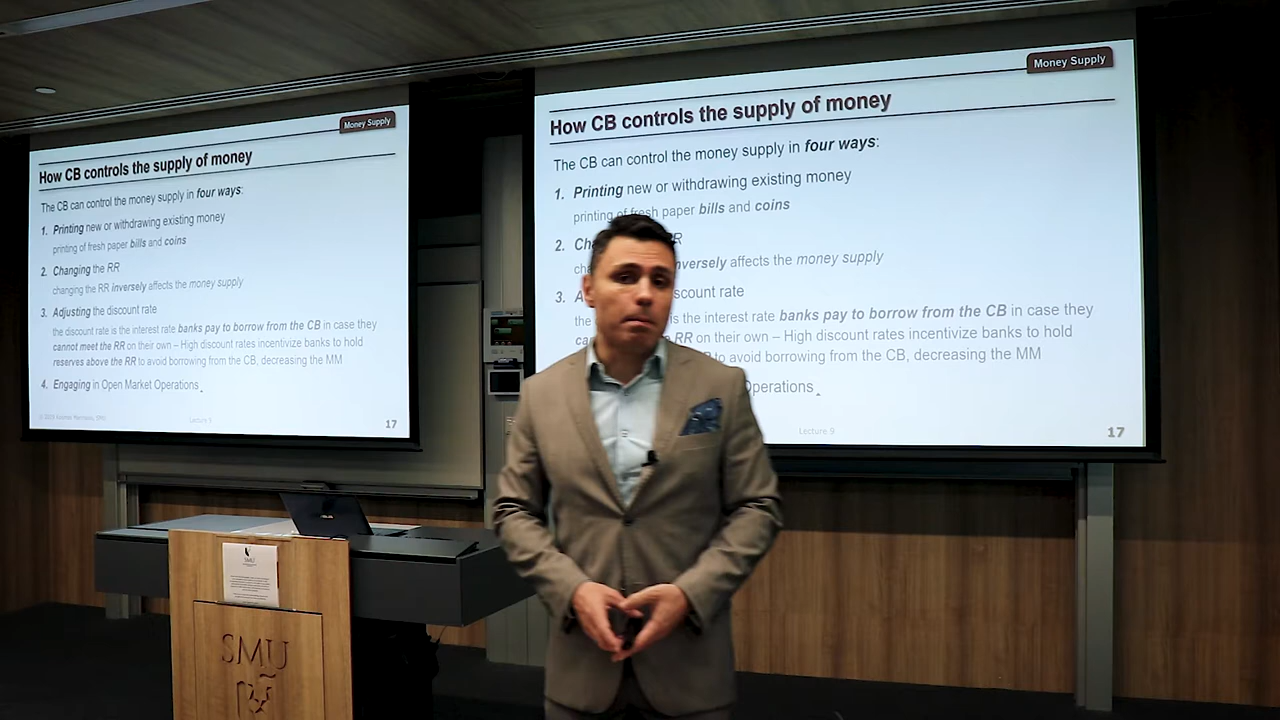 Money Supply
How CB controls the supply of money
The CB can control the money supply in four ways:
1. Printing new or withdrawing existing money
printing of fresh paper bills and coins
2. Changing the RR
changing the RR inversely affects the money supply
3. Adjusting the discount rate
the discount rate is the interest rate banks pay to borrow from the CB in case they
cannot meet the RR on their own – High discount rates incentivize banks to hold
reserves above the RR to avoid borrowing from the CB, decreasing the MM
4. Engaging in Open Market Operations
Lecture 9
17
Money Supply
How CB controls the supply of money
The CB can control the money supply in four ways:
1. Printing new or withdrawing existing money
printing of fresh paper bills and coins
2. RR
inversely affects the money supply
3. discount rate
the is the interest rate banks pay to borrow from the CB in case they
RR on their own – High discount rates incentivize banks to hold
to avoid borrowing from the CB, decreasing the MM
Operations
Lecture 9
17
SMU
SMU